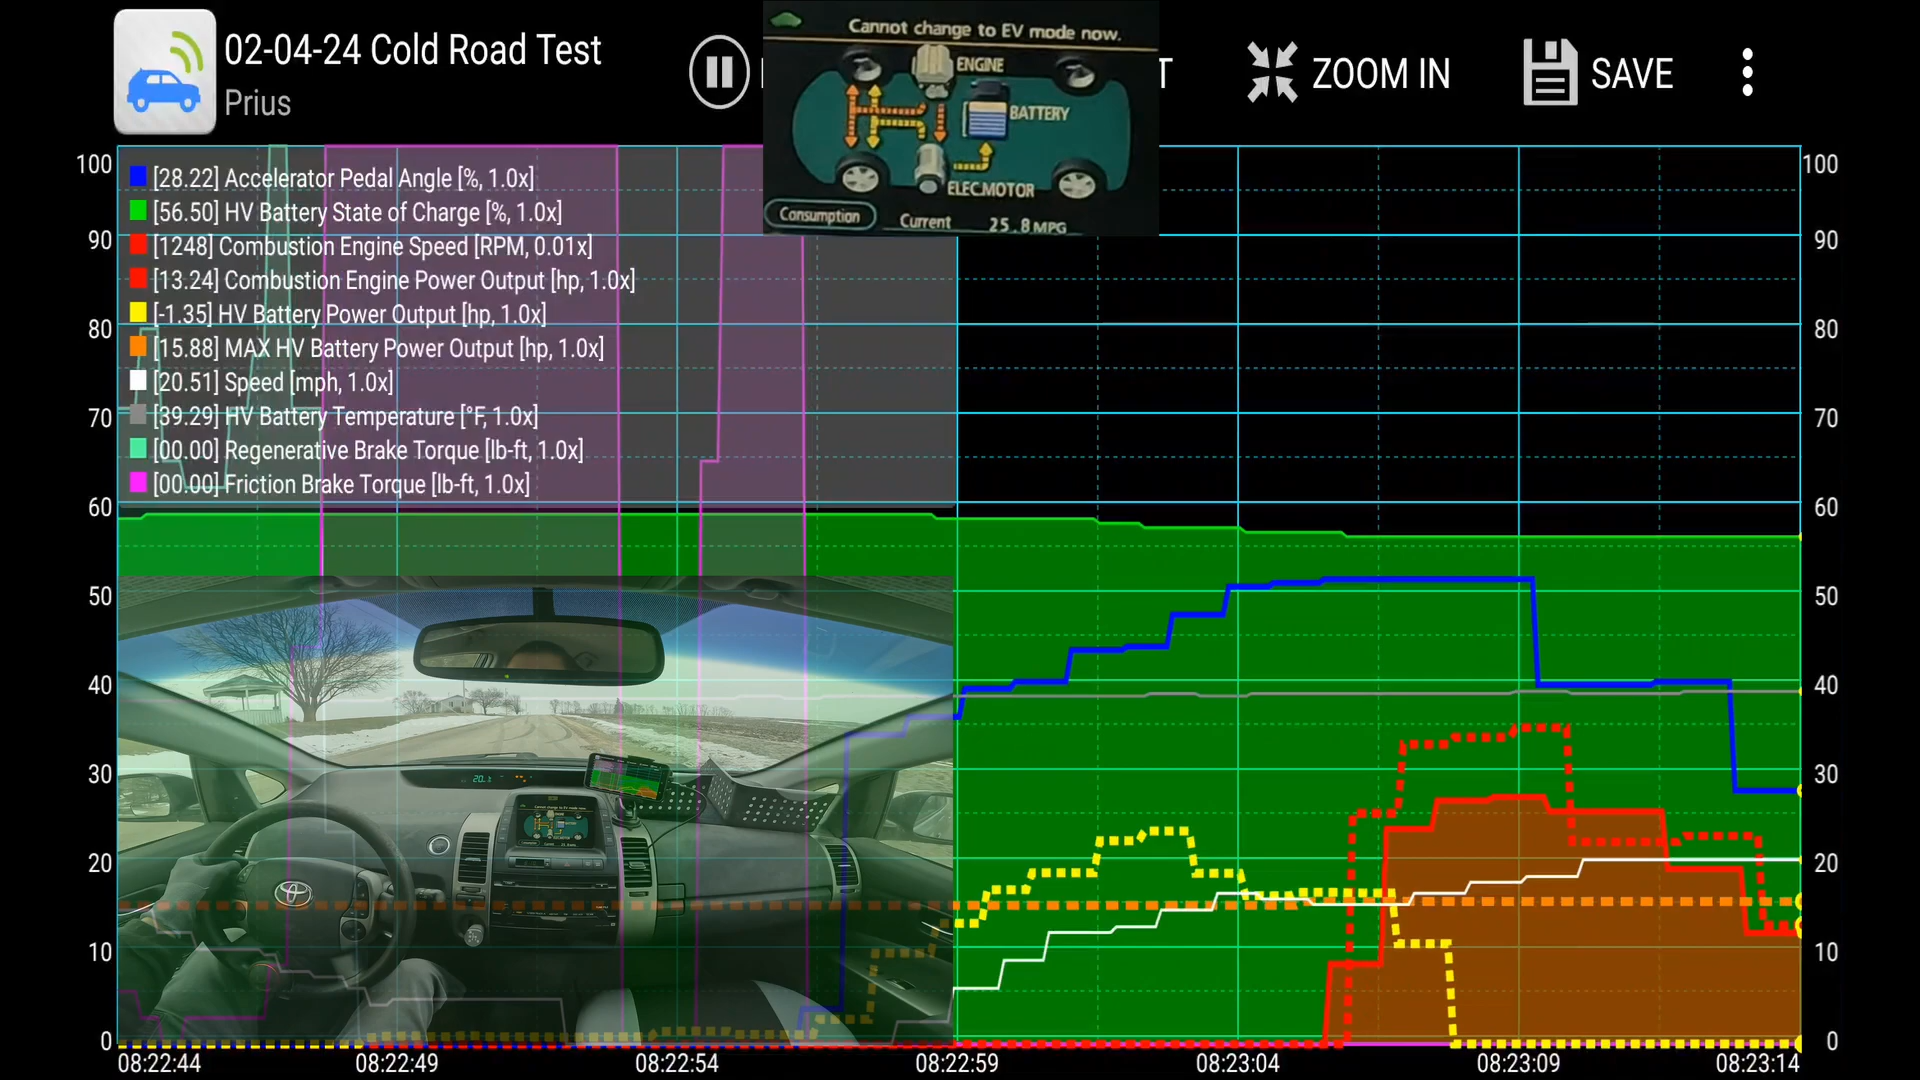 02-04-24 Cold Road Test
Prius
T
ZOOM IN
SAVE
Cannot change to EV mode now.
ENGINE
BATTERY
ELEC.MOTOR
Consumption
Current 25.8 MPG
[28.22] Accelerator Pedal Angle [%, 1.0x]
[56.50] HV Battery State of Charge [%, 1.0x]
[1248] Combustion Engine Speed [RPM, 0.01x]
[13.24] Combustion Engine Power Output [hp, 1.0x]
[-1.35] HV Battery Power Output [hp, 1.0x]
[15.88] MAX HV Battery Power Output [hp, 1.0x]
[20.51] Speed [mph, 1.0x]
[39.29] HV Battery Temperature [°F, 1.0x]
[00.00] Regenerative Brake Torque [lb-ft, 1.0x]
[00.00] Friction Brake Torque [lb-ft, 1.0x]
100 100
90 90
80 80
70 70
60 60
50 50
40 40
30 30
20 20
10 10
0 0
08:22:44 08:22:49 08:22:54 08:22:59 08:23:04 08:23:09 08:23:14